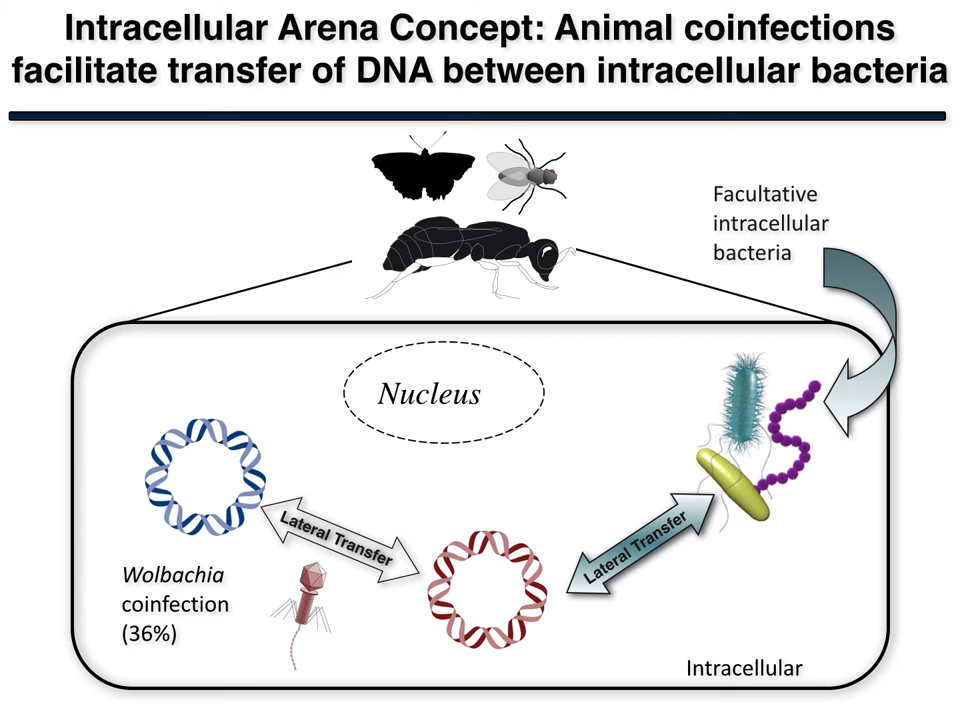 Intracellular Arena Concept: Animal coinfections
facilitate transfer of DNA between intracellular bacteria
Facultative
intracellular
bacteria
Nucleus
Lateral Transfer
Lateral Transfer
Wolbachia
coinfection
(36%)
Intracellular